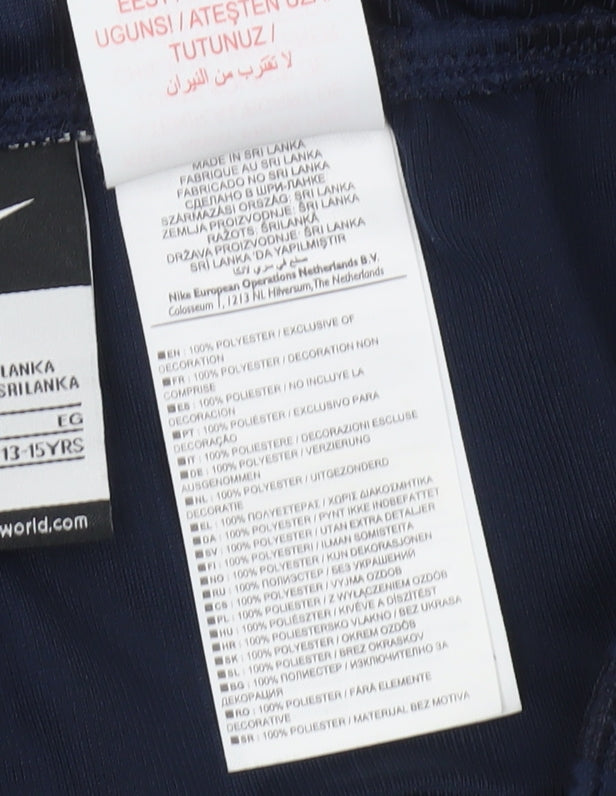 EESTI
UGUNSI / ATEŞTEN UZA
TUTUNUZ /
لا تقترب من النيران
MADE IN SRI LANKA
FABRIQUE AU SRI LANKA
FABRICADO NO SRI LANKA
СДЕЛАНО В ШРИ-ЛАНКЕ
SZÁRMAZÁSI ORSZÁG: SRI LANKA
ZEMLJA PROIZVODNJE: ŠRI LANKA
RAŽOTS: ŠRILANKA
DRŽAVA PROIZVODNJE: ŠRI LANKA
SRİ LANKA 'DA YAPILMIŞTIR
صنع في سري لانكا
Nike European Operations Netherlands B.V.
Colosseum 1, 1213 NL Hilversum, The Netherlands
EN : 100% POLYESTER / EXCLUSIVE OF
DECORATION
FR : 100% POLYESTER / DECORATION NON
COMPRISE
ES : 100% POLIESTER / NO INCLUYE LA
DECORACION
PT : 100% POLIÉSTER / EXCLUSIVO PARA
DECORAÇÃO
IT : 100% POLIESTERE / DECORAZIONI ESCLUSE
DE : 100% POLYESTER / VERZIERUNG
AUSGENOMMEN
NL : 100% POLYESTER / UITGEZONDERD
DECORATIE
EL : 100% ΠΟΛΥΕΣΤΕΡΑΣ / ΧΩΡΙΣ ΔΙΑΚΟΣΜΗΤΙΚΑ
DA : 100% POLYESTER / PYNT IKKE INDBEFATTET
SV : 100% POLYESTER / UTAN EXTRA DETALJER
FI : 100% POLYESTERI / ILMAN SOMISTEITA
NO : 100% POLYESTER / KUN DEKORASJONEN
RU : 100% ПОЛИЭСТЕР / БЕЗ УКРАШЕНИЙ
CS : 100% POLYESTER / VYJMA OZDOB
PL : 100% POLIESTER / Z WYŁĄCZENIEM OZDÓB
HU : 100% POLIÉSZTER / KIVÉVE A DÍSZÍTÉST
HR : 100% POLIESTERSKO VLAKNO / BEZ UKRASA
SK : 100% POLYESTER / OKREM OZDÔB
SL : 100% POLIESTER / BREZ OKRASKOV
BG : 100% ПОЛИЕСТЕР / ИЗКЛЮЧИТЕЛНО ЗА
ДЕКОРАЦИЯ
RO : 100% POLIESTER / FĂRĂ ELEMENTE
DECORATIVE
SR : 100% POLIESTER / MATERIJAL BEZ MOTIVA
LANKA
SRILANKA
EG
13-15YRS
world.com